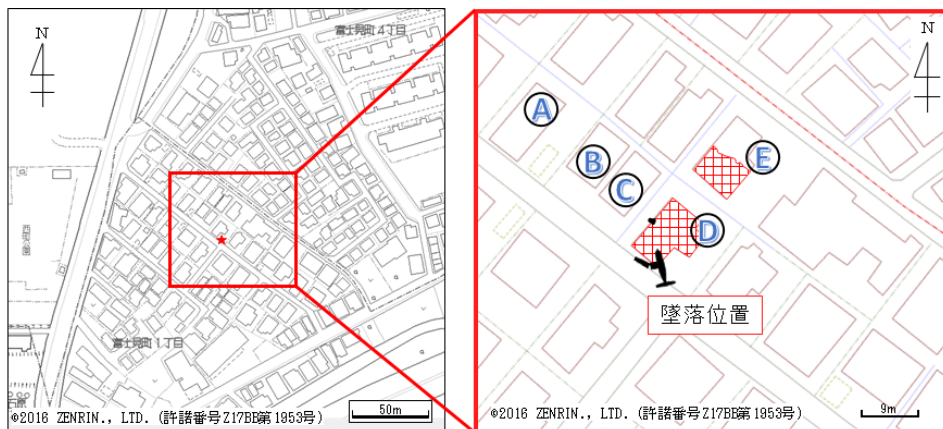 N
富士見町4丁目
富士見町1丁目
©2016 ZENRIN., LTD. (許諾番号Z17BB第1953号)
50m
N
A
B
C
E
D
墜落位置
©2016 ZENRIN., LTD. (許諾番号Z17BB第1953号)
9m